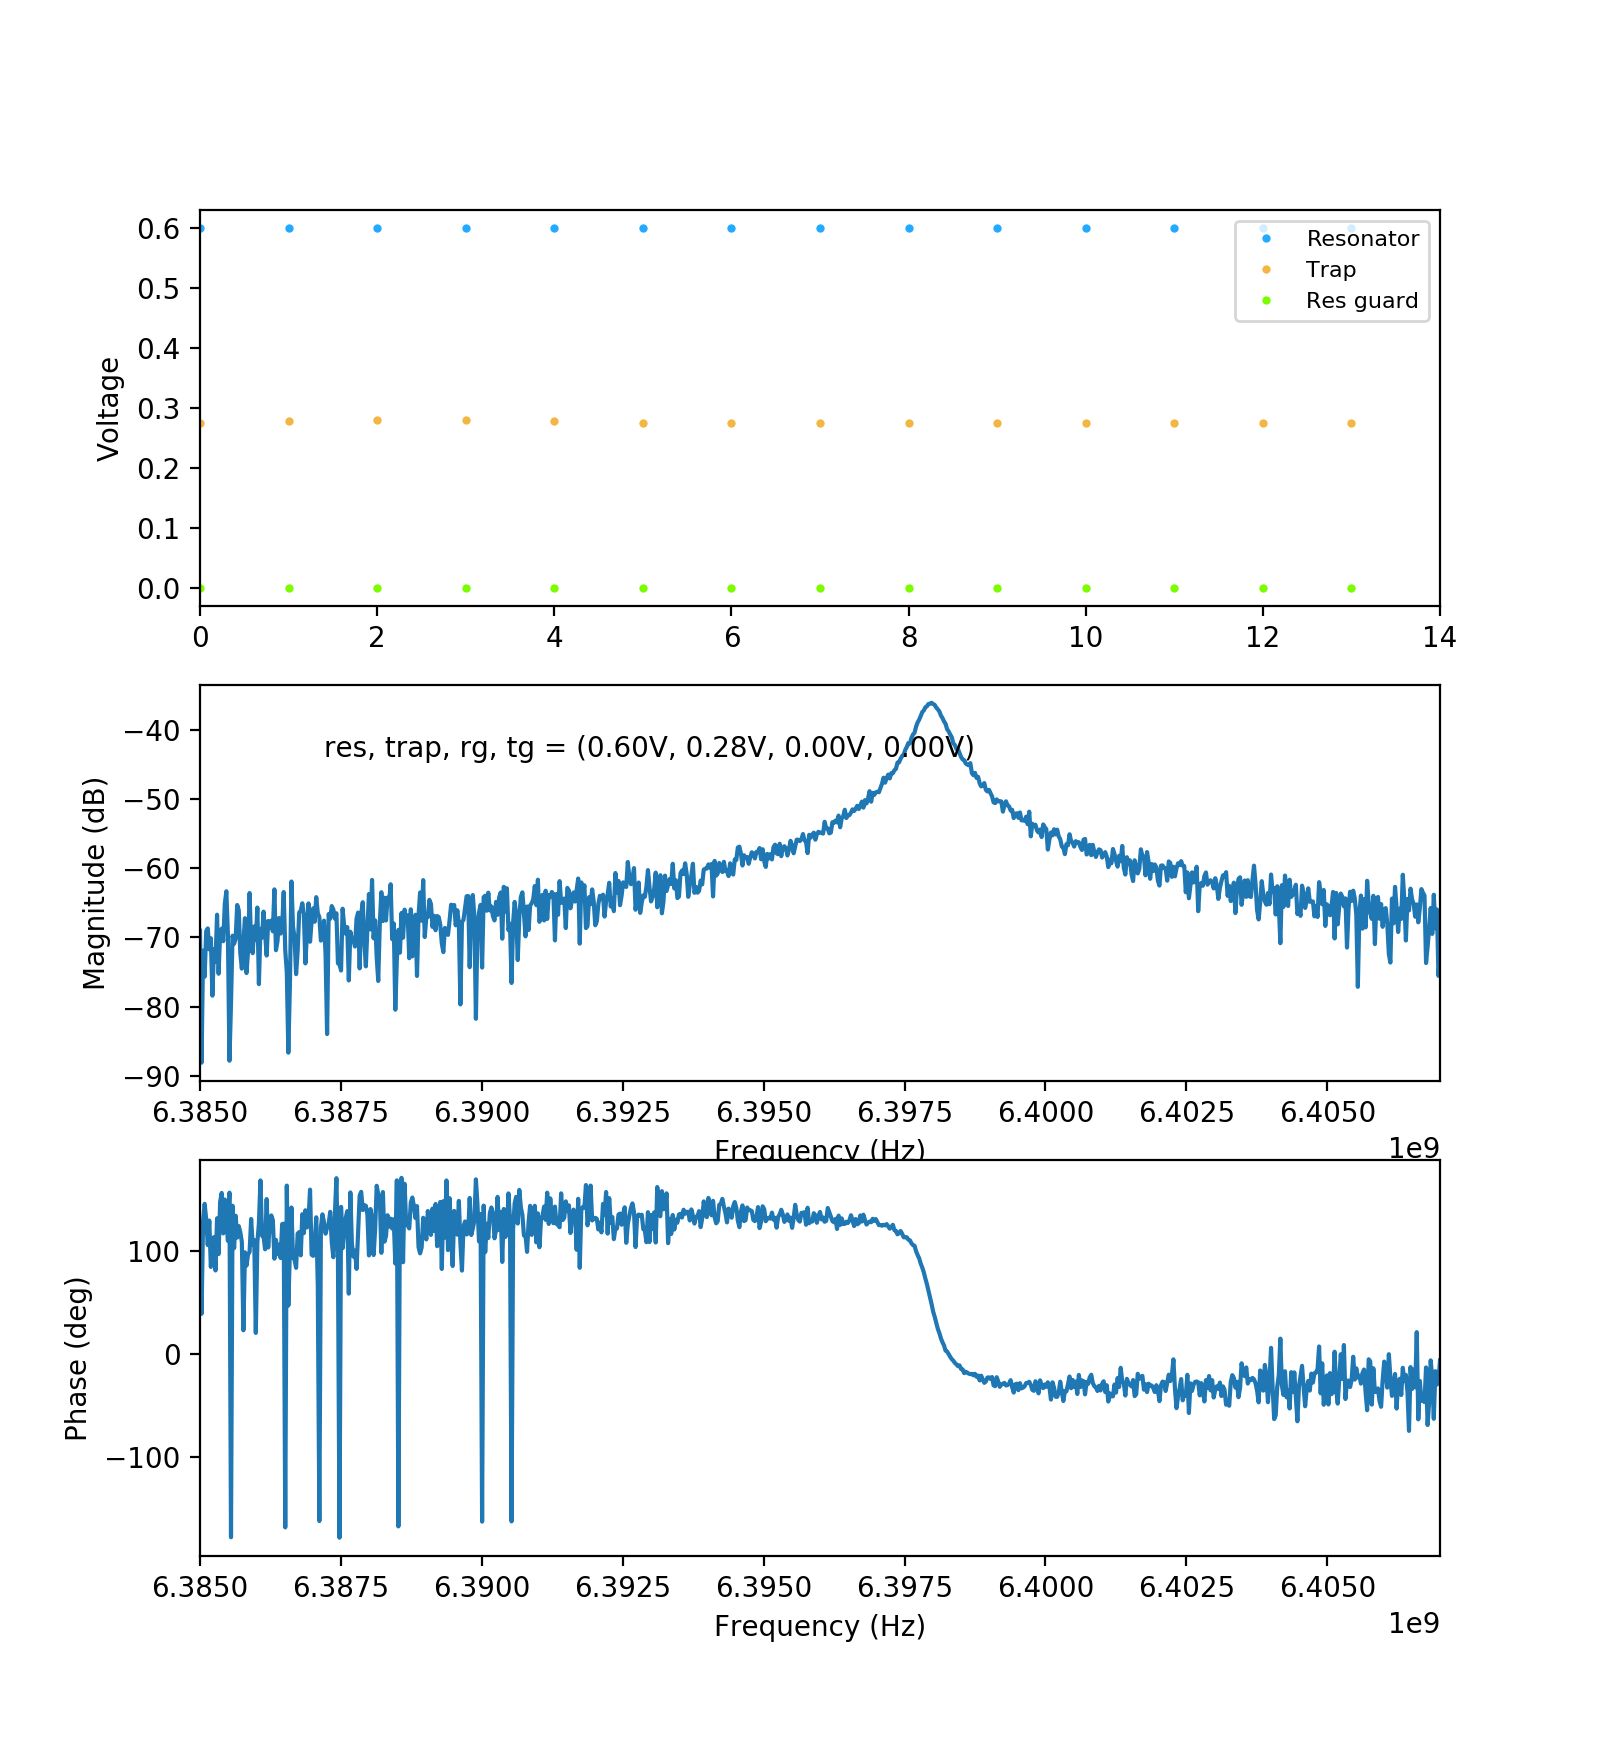 0.6
0.5
0.4
0.3
0.2
0.1
0.0
Voltage
Resonator
Trap
Res guard
0 2 4 6 8 10 12 14
−40
−50
−60
−70
−80
−90
Magnitude (dB)
res, trap, rg, tg = (0.60V, 0.28V, 0.00V, 0.00V)
6.3850 6.3875 6.3900 6.3925 6.3950 6.3975 6.4000 6.4025 6.4050
Frequency (Hz)
1e9
100
0
−100
Phase (deg)
6.3850 6.3875 6.3900 6.3925 6.3950 6.3975 6.4000 6.4025 6.4050
Frequency (Hz)
1e9